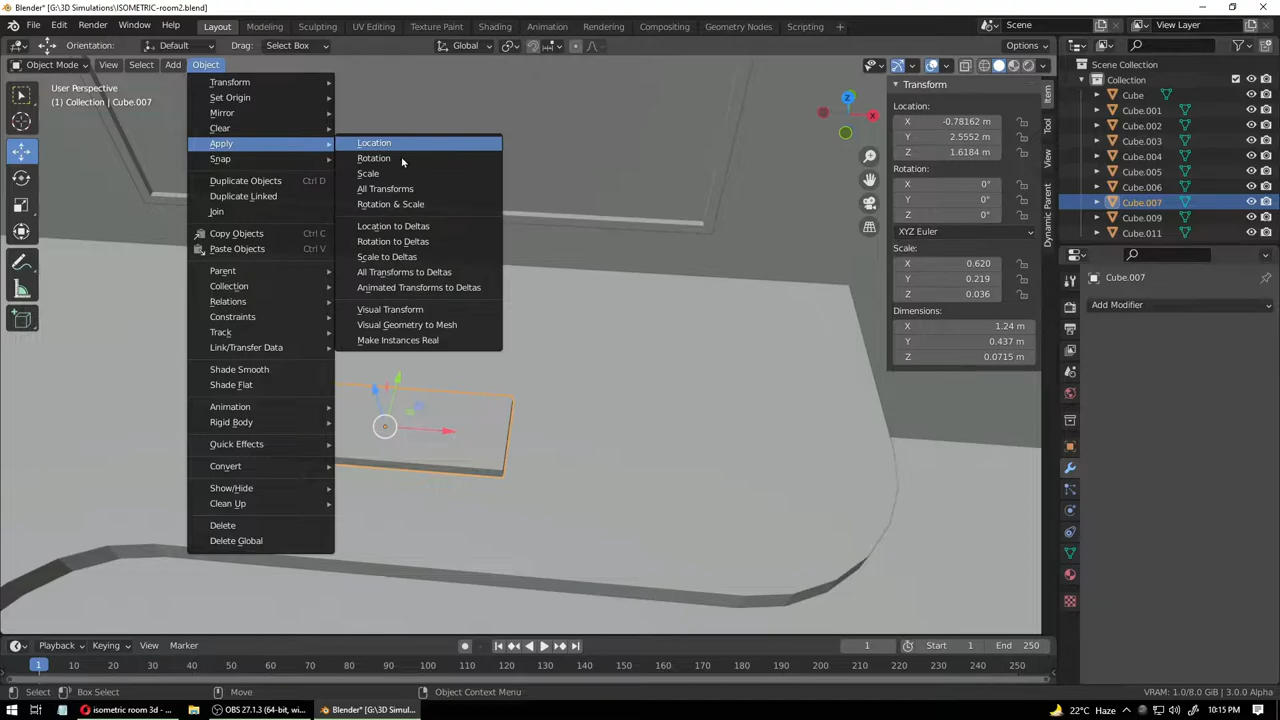 Blender* [G:\3D Simulations\ISOMETRIC-room2.blend]
File Edit Render Window Help Layout Modeling Sculpting UV Editing Texture Paint Shading Animation Rendering Compositing Geometry Nodes Scripting Scene View Layer
Orientation: Default Drag: Select Box Global Options
Object Mode View Select Add Object
User Perspective
(1) Collection | Cube.007
Transform
Set Origin
Mirror
Clear
Apply
Snap
Duplicate Objects Ctrl D
Duplicate Linked
Join
Copy Objects Ctrl C
Paste Objects Ctrl V
Parent
Collection
Relations
Constraints
Track
Link/Transfer Data
Shade Smooth
Shade Flat
Animation
Rigid Body
Quick Effects
Convert
Show/Hide
Clean Up
Delete
Delete Global
Location
Rotation
Scale
All Transforms
Rotation & Scale
Location to Deltas
Rotation to Deltas
Scale to Deltas
All Transforms to Deltas
Animated Transforms to Deltas
Visual Transform
Visual Geometry to Mesh
Make Instances Real
Z
X
Transform
Location:
X -0.78162 m
Y 2.5552 m
Z 1.6184 m
Rotation:
X 0°
Y 0°
Z 0°
XYZ Euler
Scale:
X 0.620
Y 0.219
Z 0.036
Dimensions:
X 1.24 m
Y 0.437 m
Z 0.0715 m
Item
Tool
View
Dynamic Parent
Scene Collection
Collection
Cube
Cube.001
Cube.002
Cube.003
Cube.004
Cube.005
Cube.006
Cube.007
Cube.009
Cube.011
Cube.007
Add Modifier
Playback Keying View Marker 1 Start 1 End 250
1 10 20 30 40 50 60 70 80 90 100 110 120 130 140 150 160 170 180 190 200 210 220 230 240 250
Select Box Select Move Object Context Menu VRAM: 1.0/8.0 GiB | 3.0.0 Alpha
isometric room 3d - ... OBS 27.1.3 (64-bit, wi... Blender* [G:\3D Simul... 22°C Haze 10:15 PM